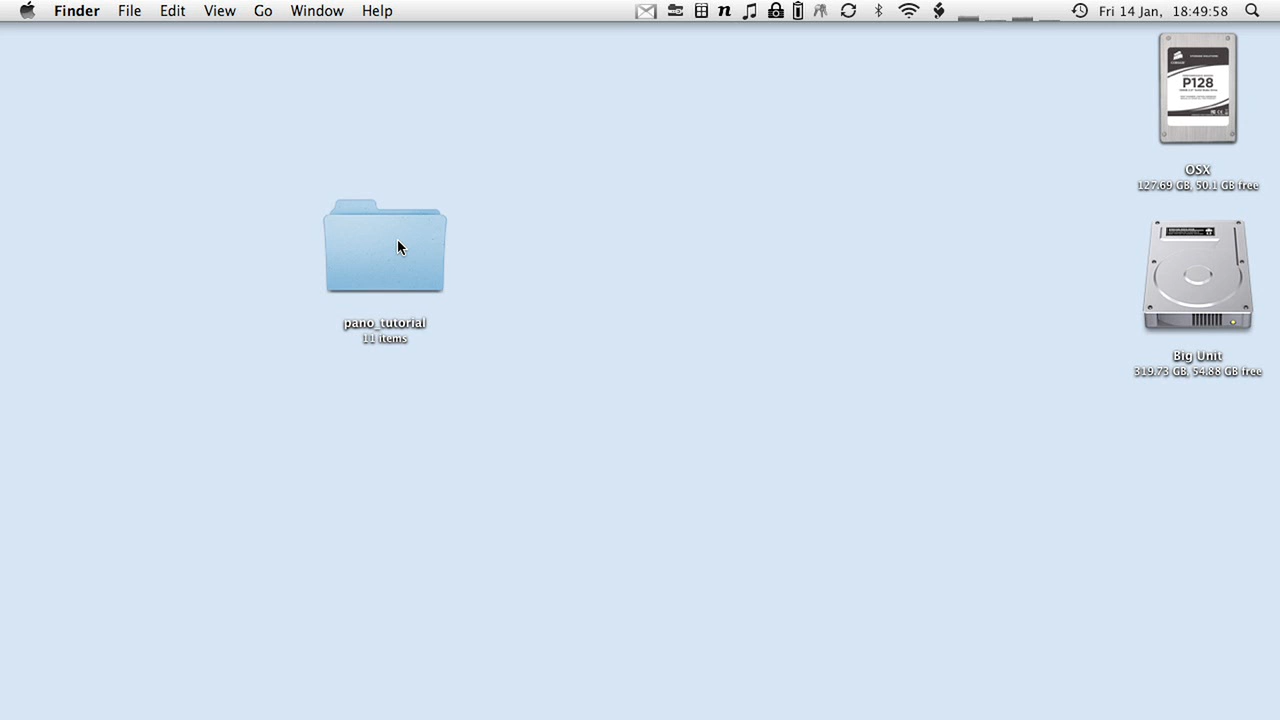 Finder File Edit View Go Window Help
Fri 14 Jan, 18:49:58
P128
OSX
127.69 GB, 50.1 GB free
pano_tutorial
11 items
Big Unit
319.73 GB, 54.88 GB free